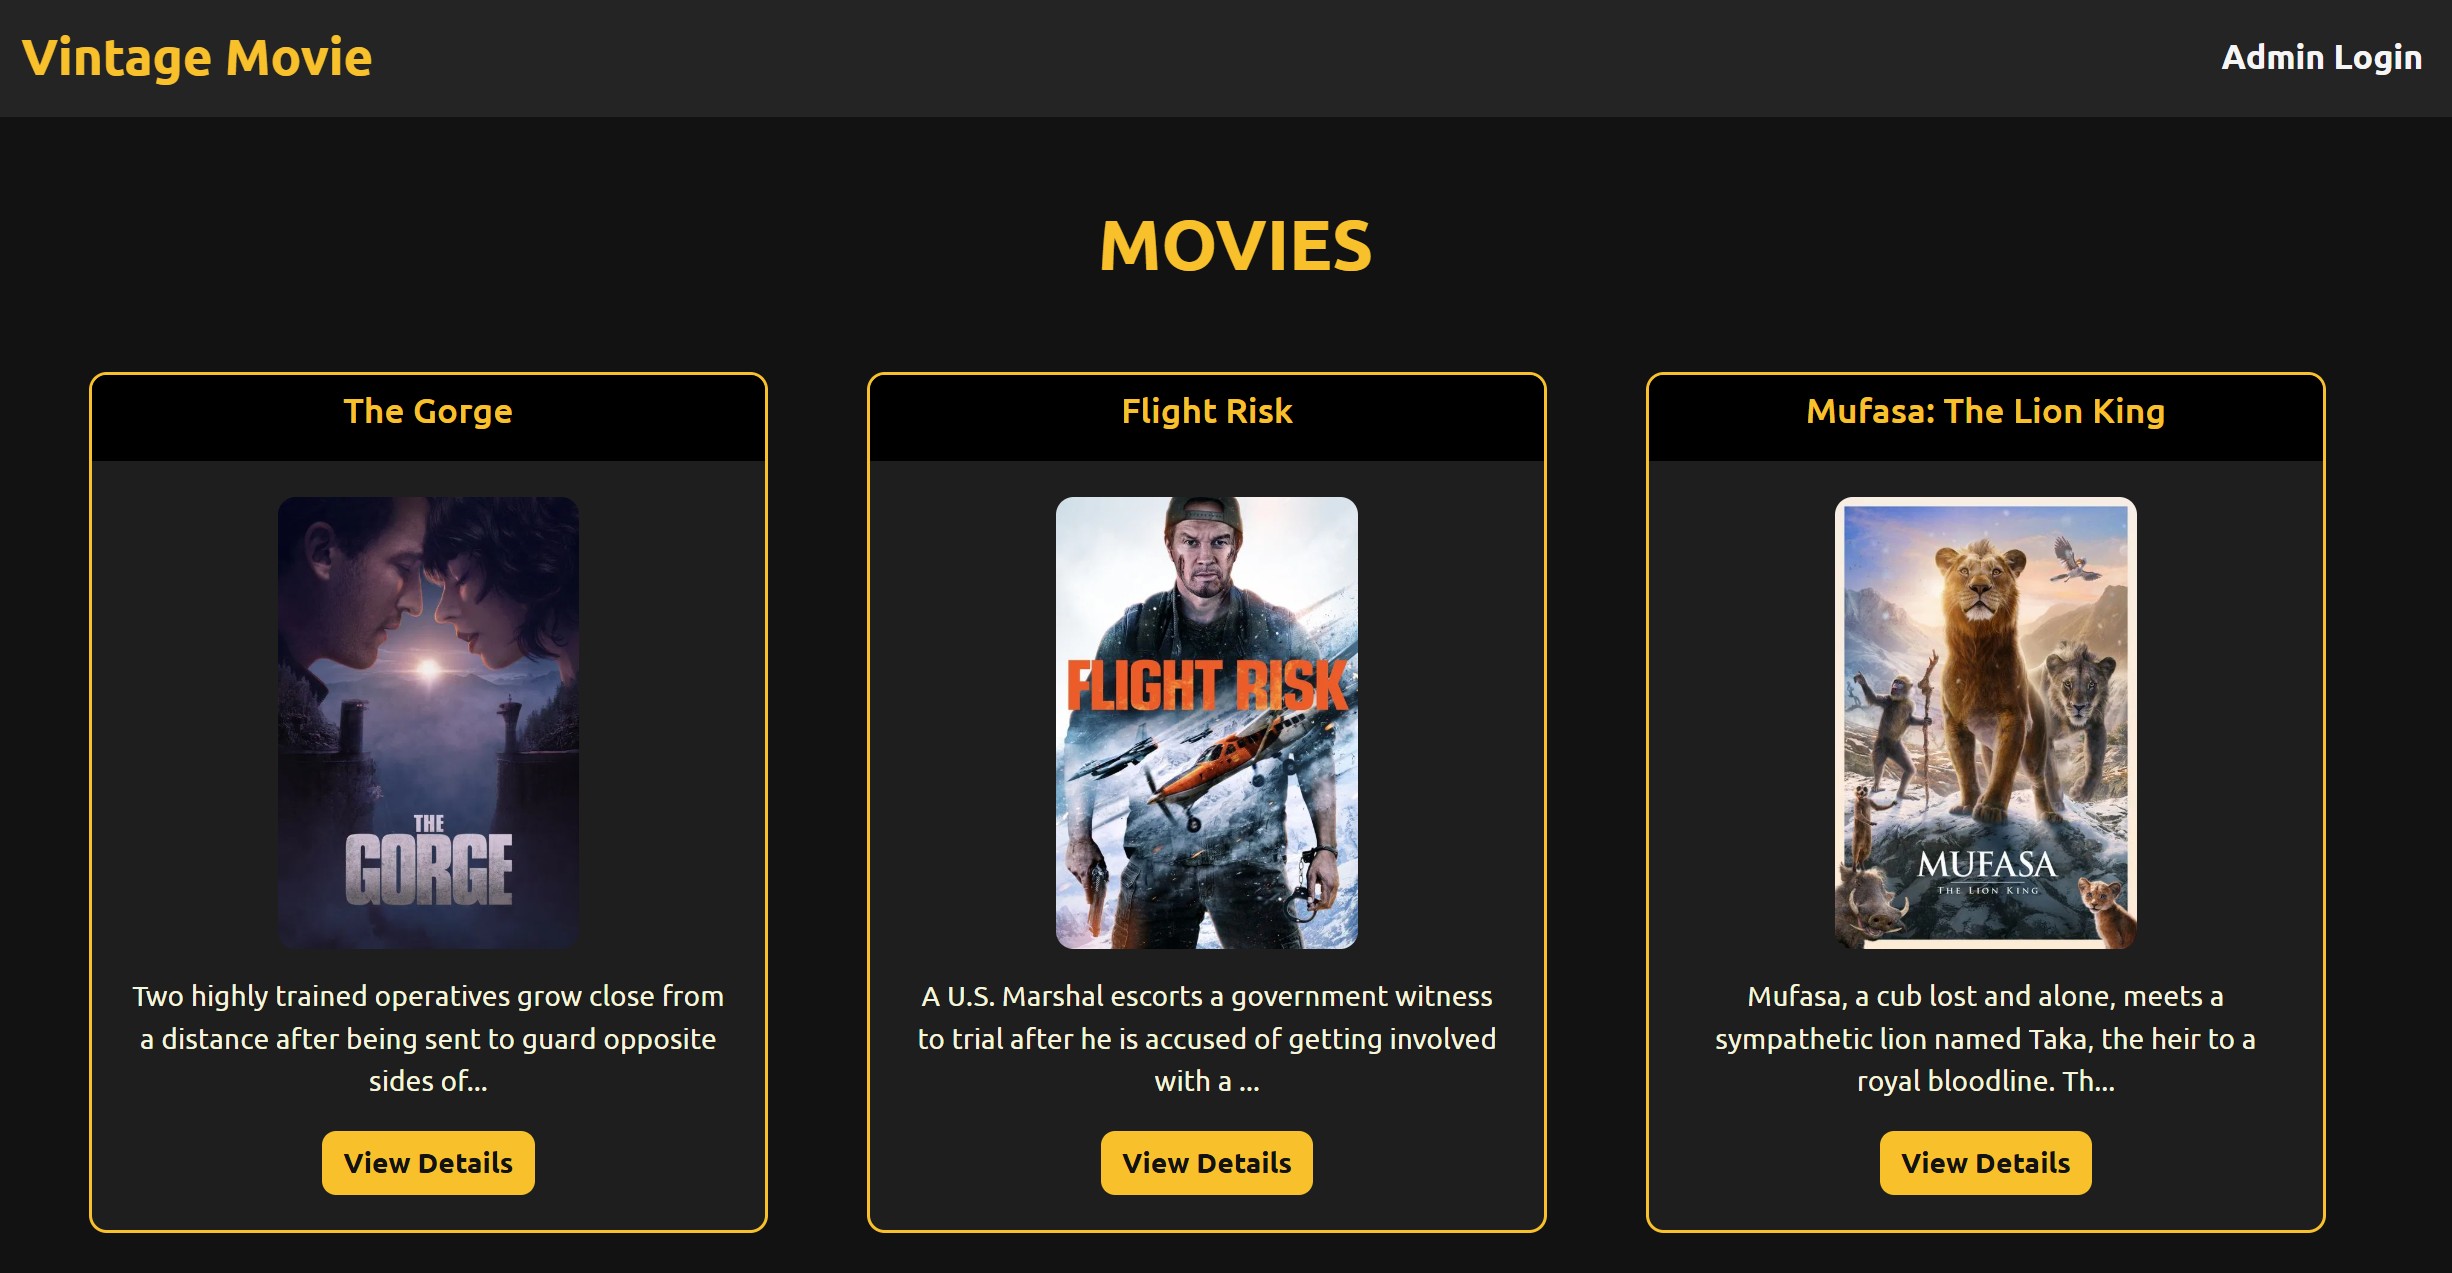 Vintage Movie
Admin Login
MOVIES
The Gorge
THE
GORGE
Two highly trained operatives grow close from
a distance after being sent to guard opposite
sides of...
View Details
Flight Risk
FLIGHT RISK
A U.S. Marshal escorts a government witness
to trial after he is accused of getting involved
with a ...
View Details
Mufasa: The Lion King
MUFASA
THE LION KING
Mufasa, a cub lost and alone, meets a
sympathetic lion named Taka, the heir to a
royal bloodline. Th...
View Details